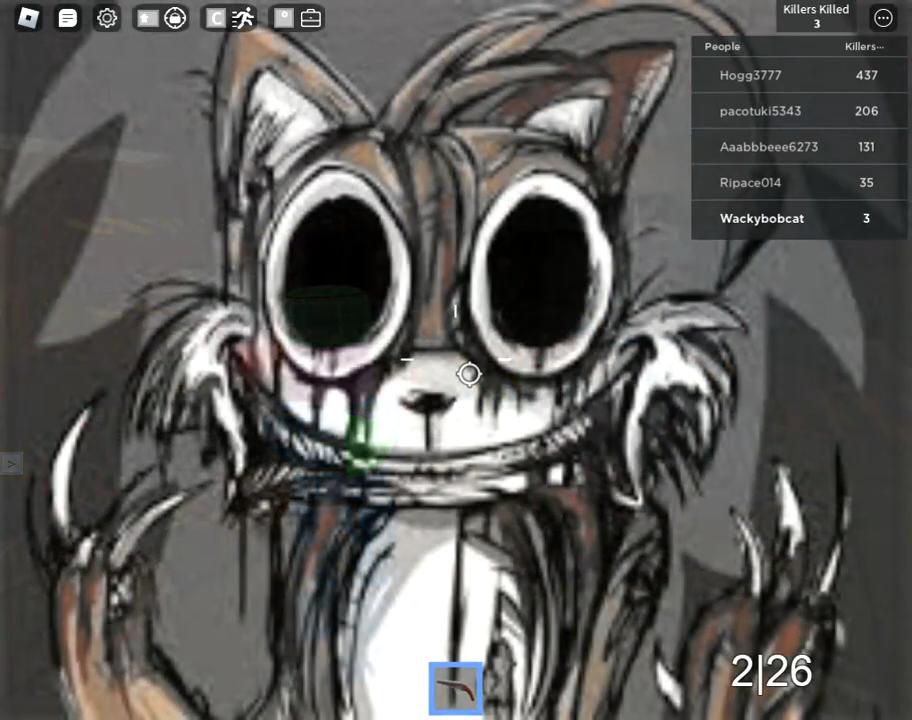 C
Killers Killed
3
People Killers...
Hogg3777 437
pacotuki5343 206
Aaabbbeee6273 131
Ripace014 35
Wackybobcat 3
>
2|26